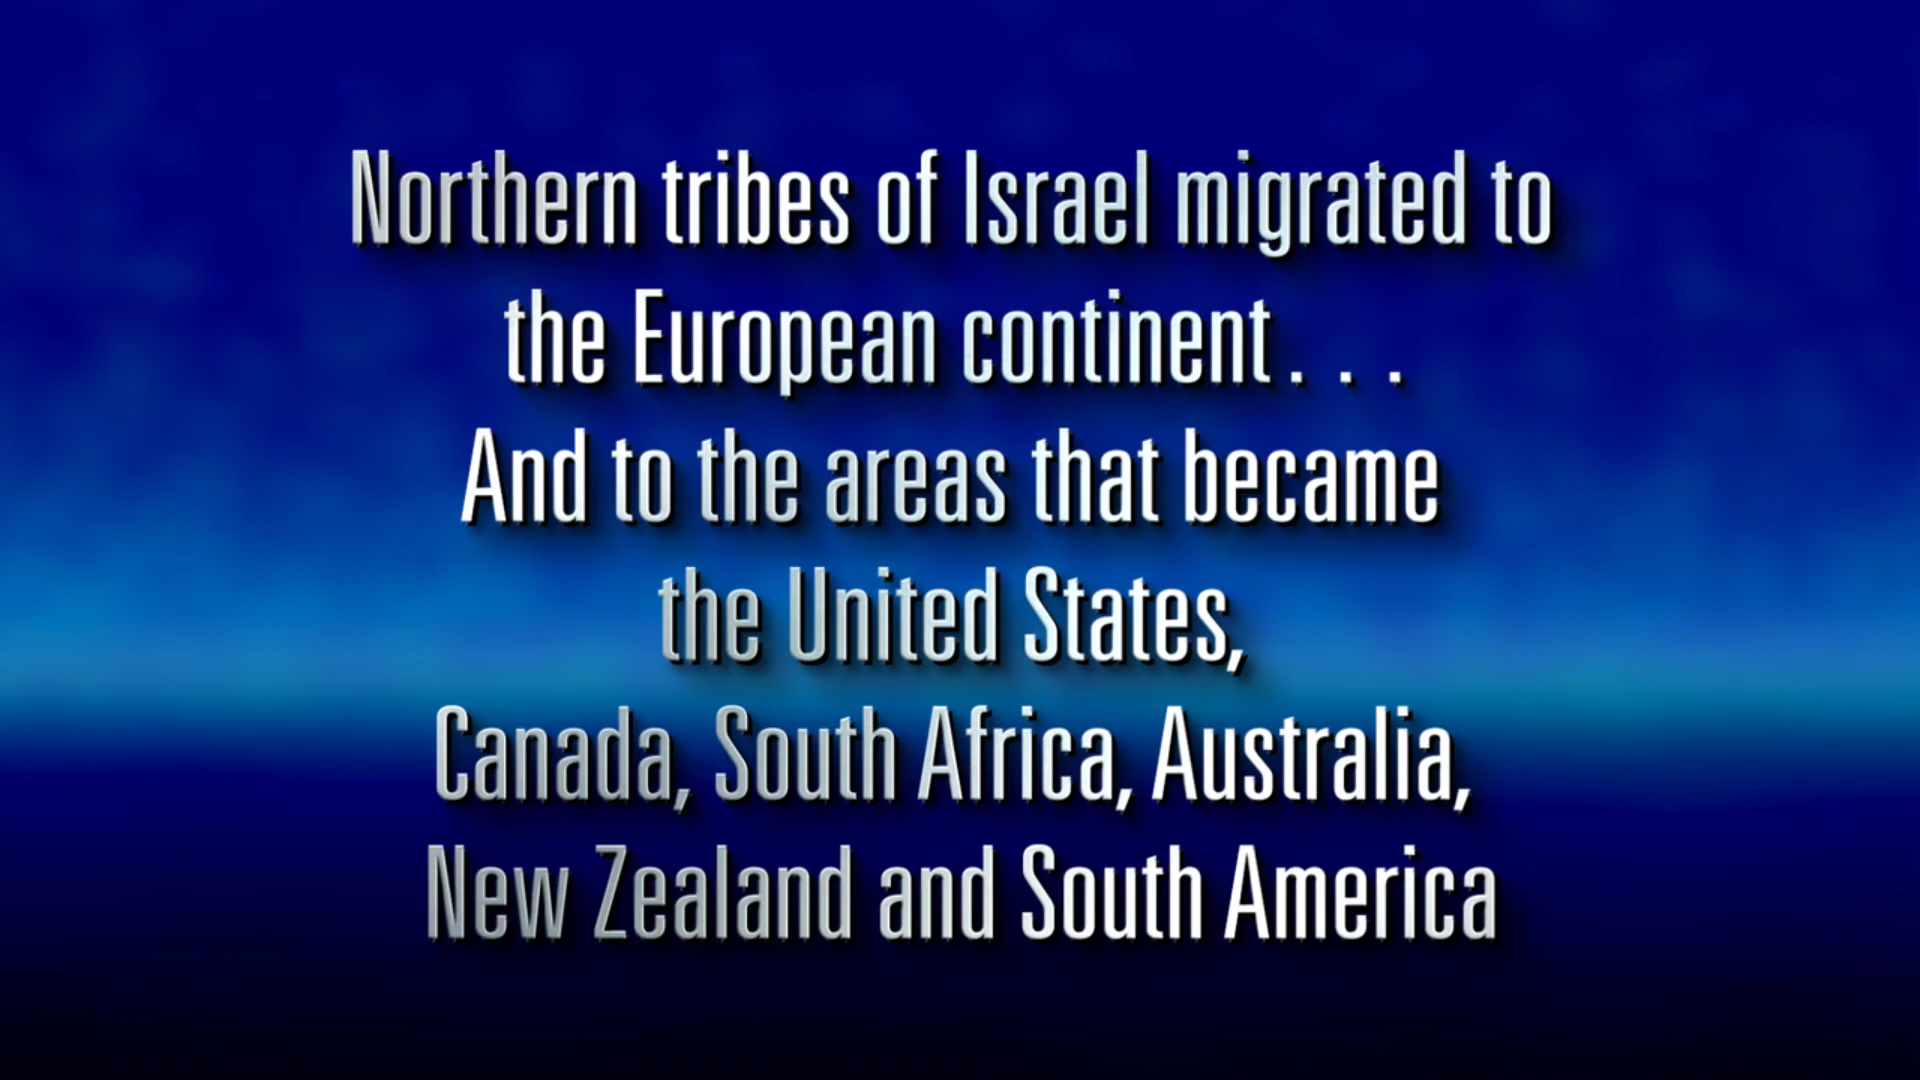 Northern tribes of Israel migrated to
the European continent . . .
And to the areas that became
the United States,
Canada, South Africa, Australia,
New Zealand and South America